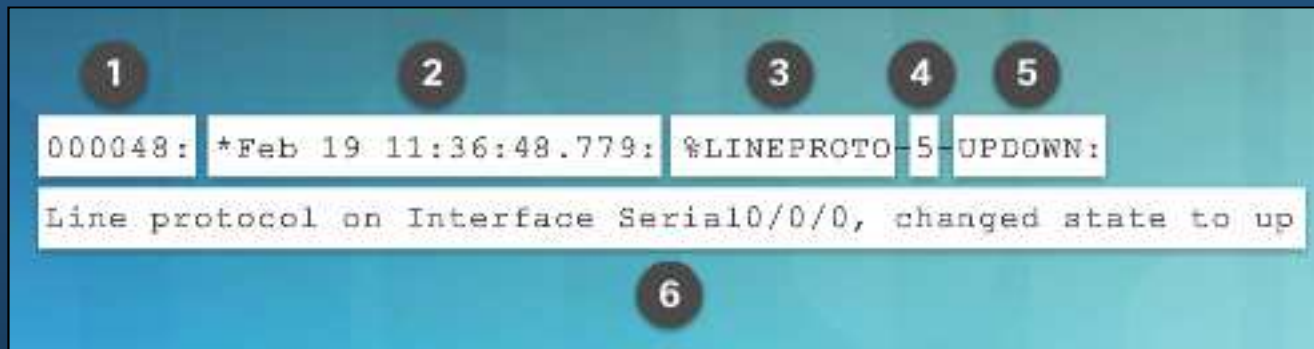 1 2 3 4 5
000048: *Feb 19 11:36:48.779: %LINEPROTO-5-UPDOWN:
Line protocol on Interface Serial0/0/0, changed state to up
6